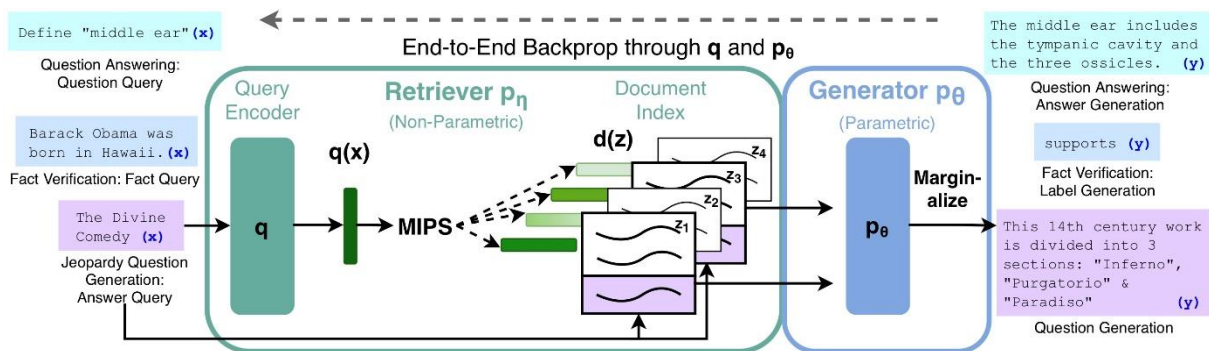 End-to-End Backprop through q and pθ
Define "middle ear" (x)
Question Answering:
Question Query
Barack Obama was
born in Hawaii. (x)
Fact Verification: Fact Query
The Divine
Comedy (x)
Jeopardy Question
Generation:
Answer Query
Query
Encoder
q
q(x)
Retriever pη
(Non-Parametric)
MIPS
Document
Index
d(z)
z4
z3
z2
z1
Generator pθ
(Parametric)
pθ
Margin-
alize
The middle ear includes
the tympanic cavity and
the three ossicles. (y)
Question Answering:
Answer Generation
supports (y)
Fact Verification:
Label Generation
This 14th century work
is divided into 3
sections: "Inferno",
"Purgatorio" &
"Paradiso" (y)
Question Generation